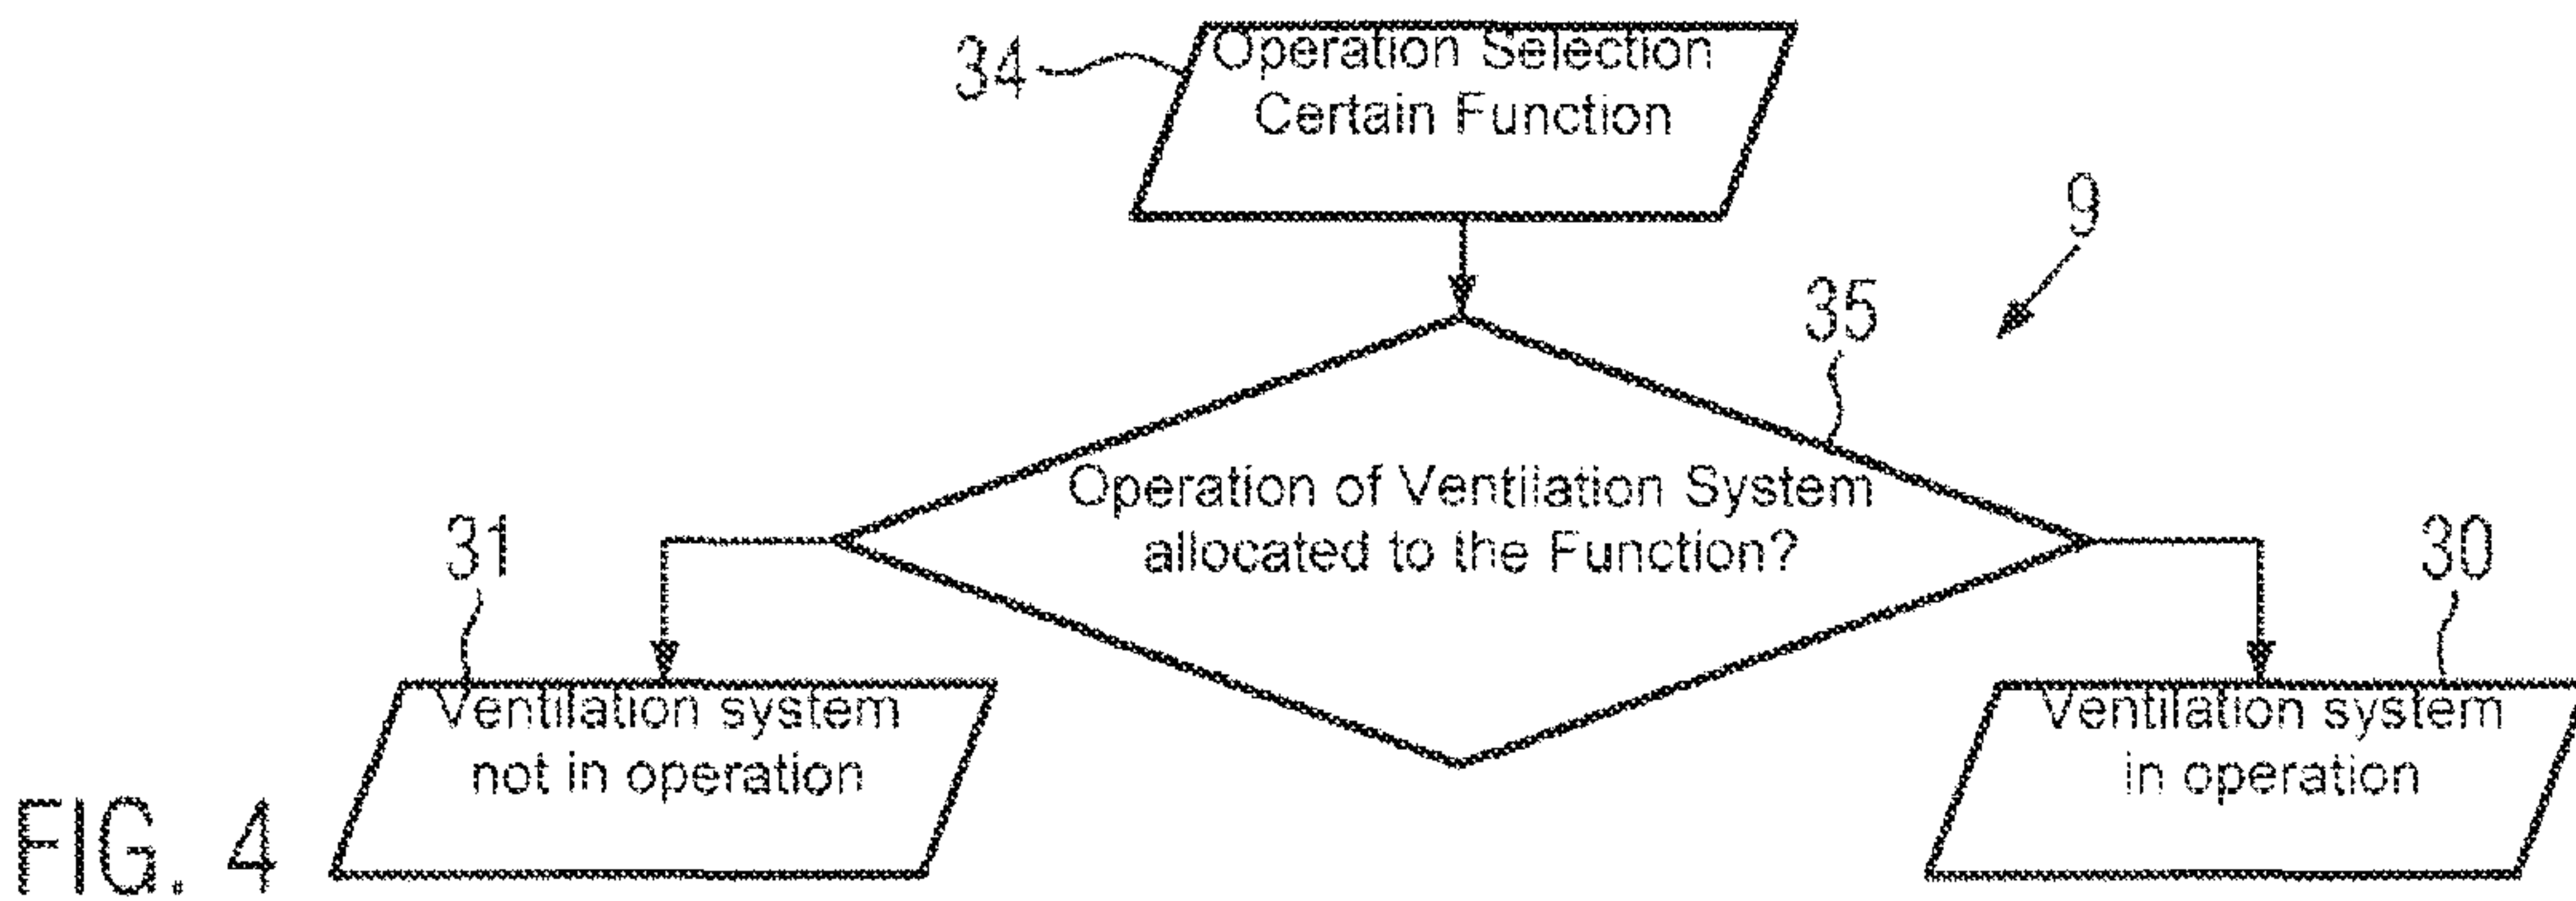 34
Operation Selection
Certain Function
9
35
Operation of Ventilation System
allocated to the Function?
31
30
Ventilation system
not in operation
Ventilation system
in operation
FIG. 4